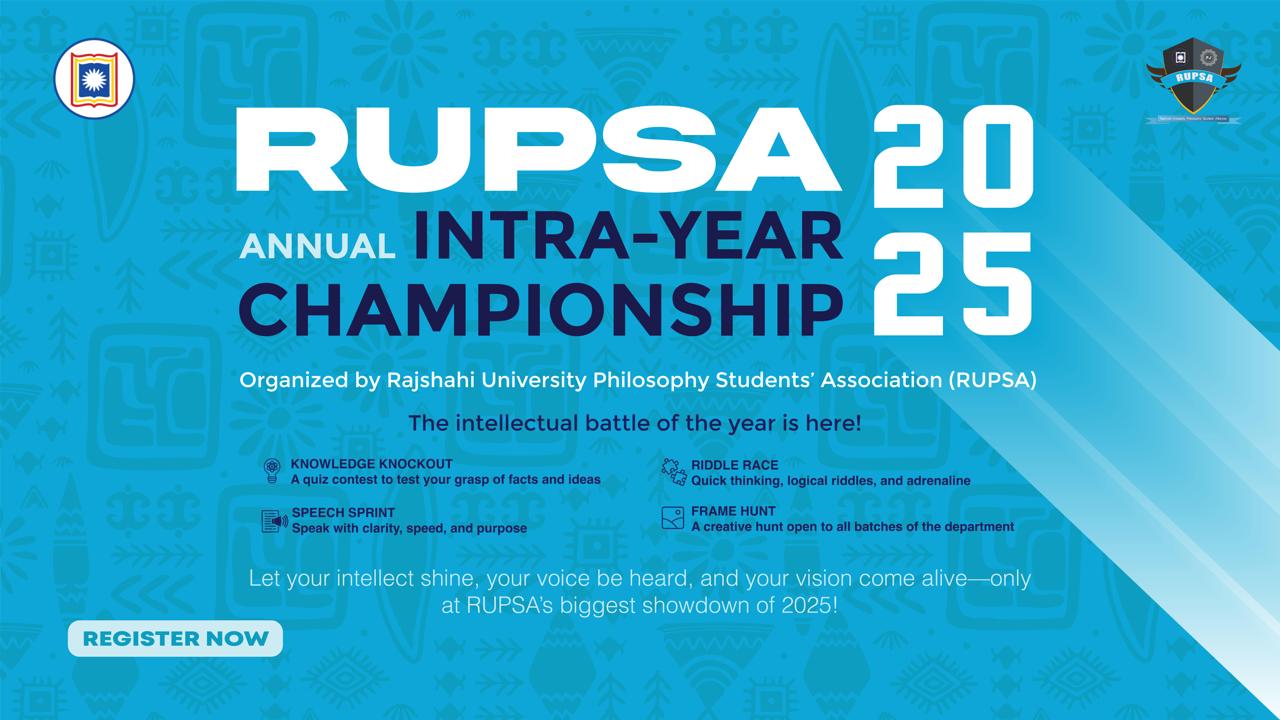 RUPSA
RUPSA
2025
ANNUAL INTRA-YEAR
CHAMPIONSHIP
Organized by Rajshahi University Philosophy Students’ Association (RUPSA)
The intellectual battle of the year is here!
KNOWLEDGE KNOCKOUT
A quiz contest to test your grasp of facts and ideas
RIDDLE RACE
Quick thinking, logical riddles, and adrenaline
SPEECH SPRINT
Speak with clarity, speed, and purpose
FRAME HUNT
A creative hunt open to all batches of the department
Let your intellect shine, your voice be heard, and your vision come alive—only
at RUPSA’s biggest showdown of 2025!
REGISTER NOW